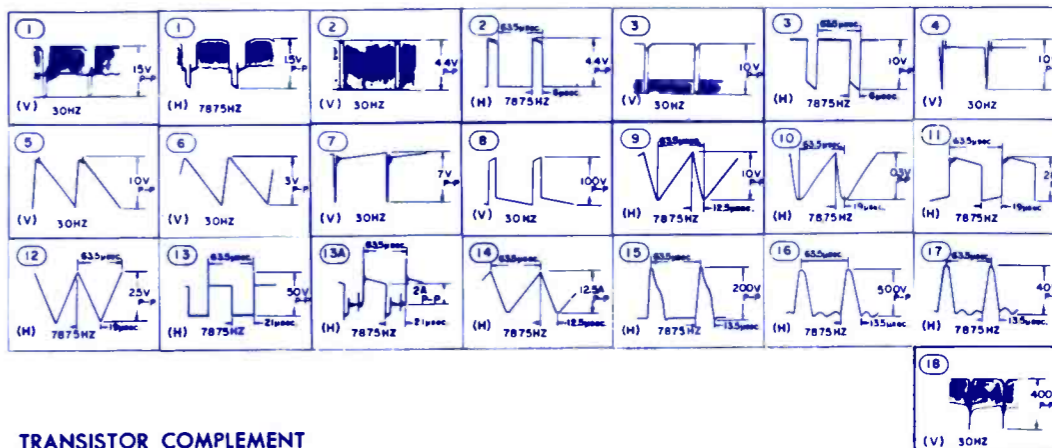 1 15V P-P (V) 30HZ
1 15V P-P (H) 7875HZ
2 4.4V P-P (V) 30HZ
2 63.5µsec. 4.4V P-P (H) 7875HZ 6µsec.
3 10V P-P (V) 30HZ
3 63.5µsec. 10V P-P (H) 7875HZ 6µsec.
4 (V) 30HZ
5 10V P-P (V) 30HZ
6 3V P-P (V) 30HZ
7 7V P-P (V) 30HZ
8 100V P-P (V) 30HZ
9 63.5µsec. 10V P-P (H) 7875HZ 12.5µsec.
10 63.5µsec. 0.3V P-P (H) 7875HZ 19µsec.
11 63.5µsec. (H) 7875HZ 19µsec.
12 63.5µsec. P-P (H) 7875HZ 19µsec.
13 63.5µsec. 50V P-P (H) 7875HZ 21µsec.
13A 63.5µsec. 2A P-P (H) 7875HZ 21µsec.
14 63.5µsec. 12.5A P-P (H) 7875HZ 12.5µsec.
15 63.5µsec. 200V P-P (H) 7875HZ 13.5µsec.
16 63.5µsec. 500V P-P (H) 7875HZ 13.5µsec.
17 63.5µsec. P-P (H) 7875HZ 13.5µsec.
18 P-P (V) 30HZ
TRANSISTOR COMPLEMENT